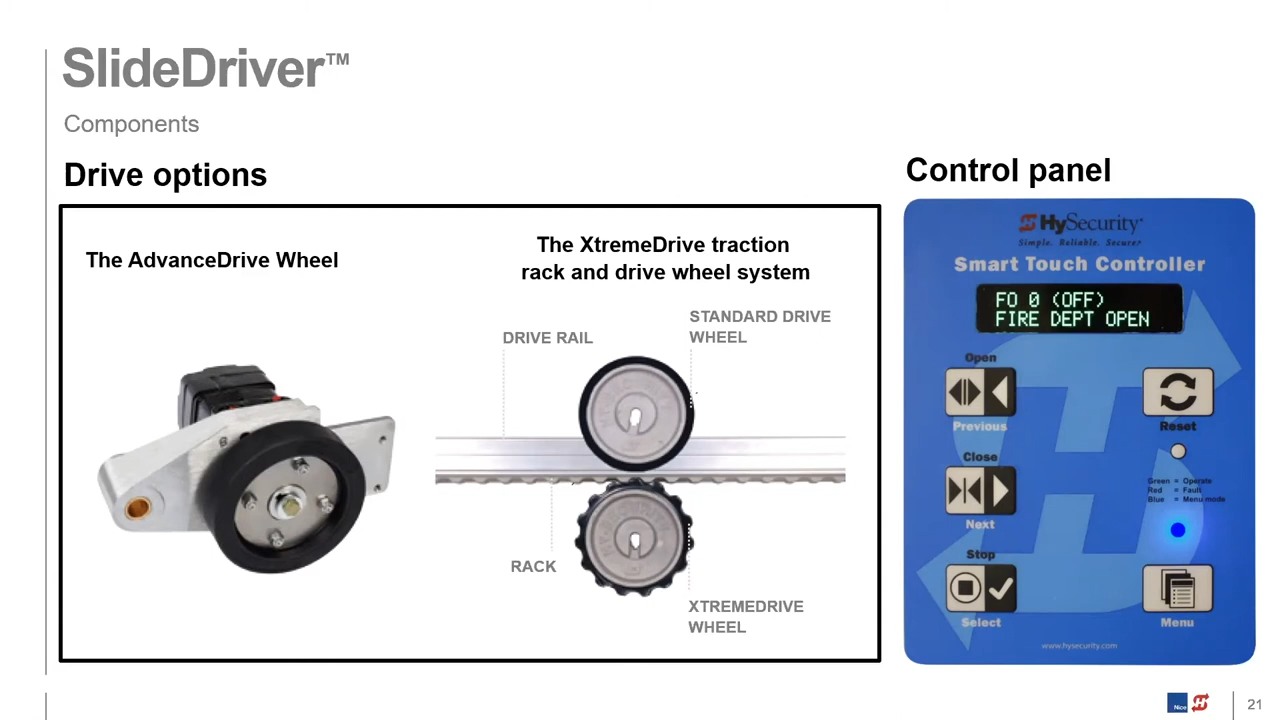 SlideDriver™
Components
Drive options
The AdvanceDrive Wheel
The XtremeDrive traction
rack and drive wheel system
DRIVE RAIL
STANDARD DRIVE
WHEEL
RACK
XTREMEDRIVE
WHEEL
Control panel
HySecurity
Simple. Reliable. Secure.
Smart Touch Controller
FO 0 (OFF)
FIRE DEPT OPEN
Open
Previous
Reset
Close
Green = Operate
Red = Fault
Blue = Menu mode
Next
Stop
Select
Menu
www.hysecurity.com
Nice
21